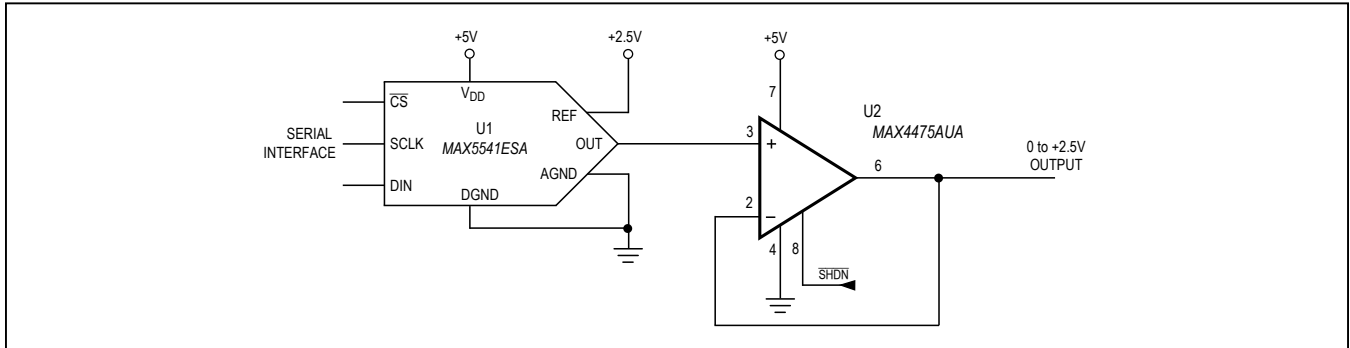 +5V
+2.5V
+5V
VDD
CS
REF
7
U2
MAX4475AUA
SERIAL
INTERFACE
SCLK
U1
MAX5541ESA
OUT
3
+
6
0 to +2.5V
OUTPUT
AGND
DIN
DGND
2
−
4
8
SHDN